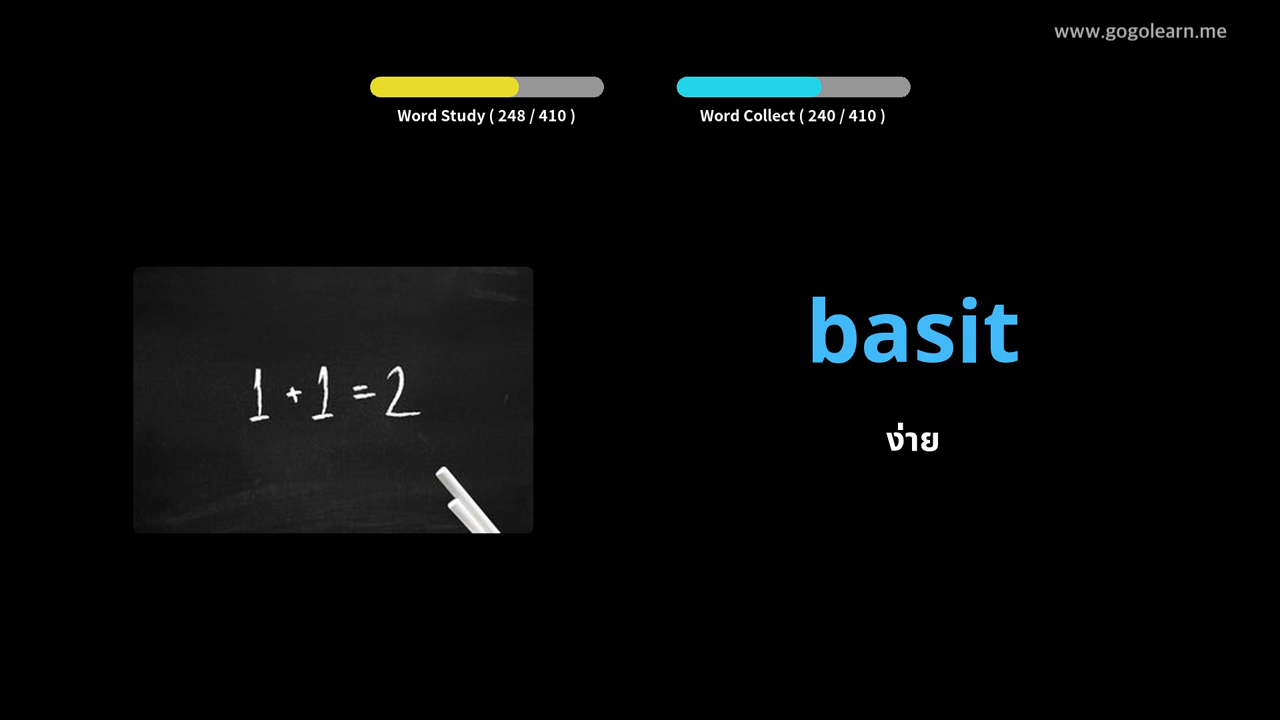 www.gogolearn.me
Word Study ( 248 / 410 )
Word Collect ( 240 / 410 )
1 + 1 = 2
basit
ง่าย